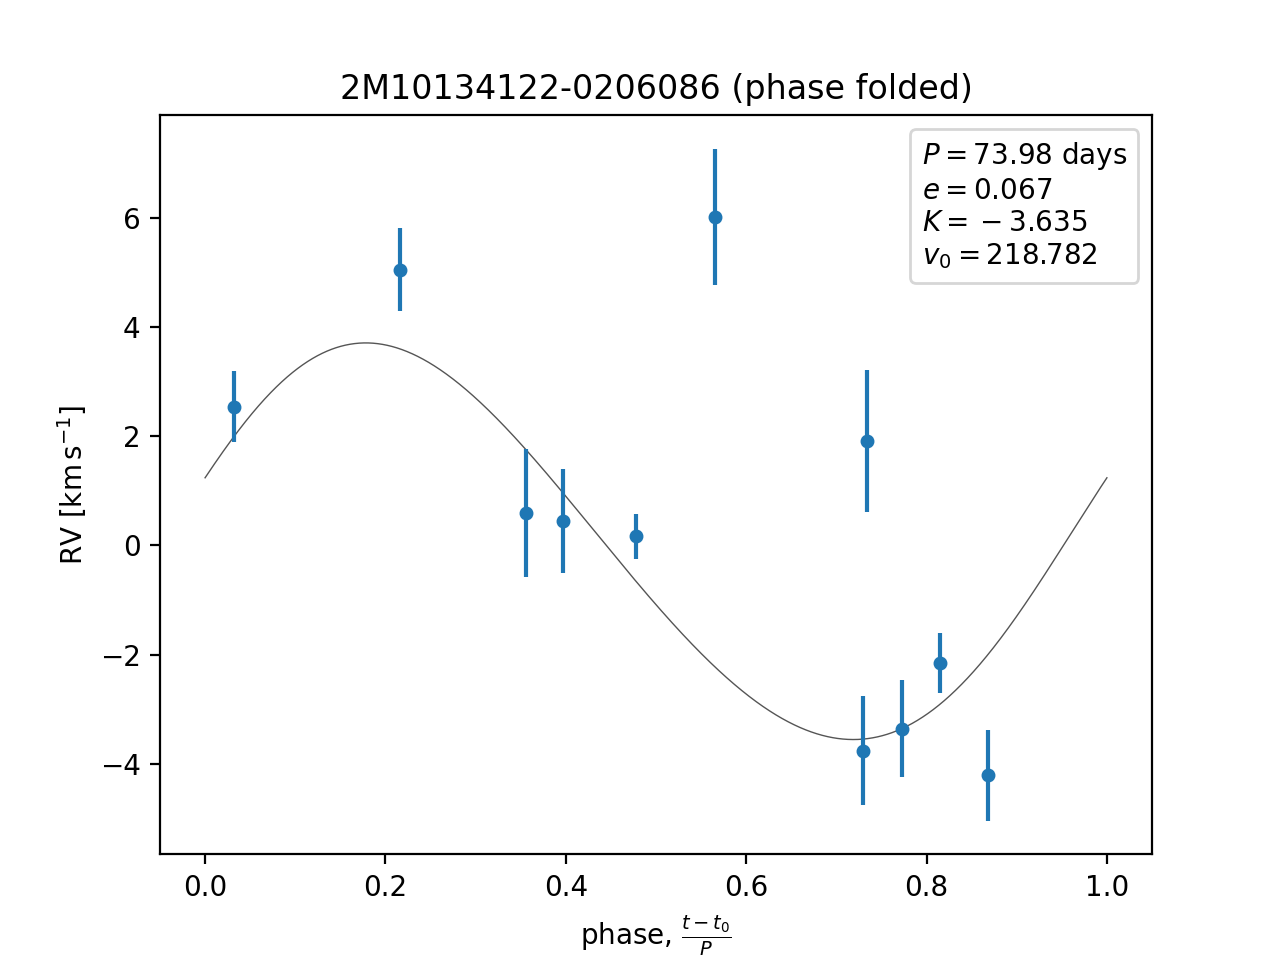 2M10134122-0206086 (phase folded)
P = 73.98 days
e = 0.067
K = −3.635
v₀ = 218.782
RV [km s⁻¹]
6
4
2
0
−2
−4
0.0 0.2 0.4 0.6 0.8 1.0
phase, (t − t₀)/P